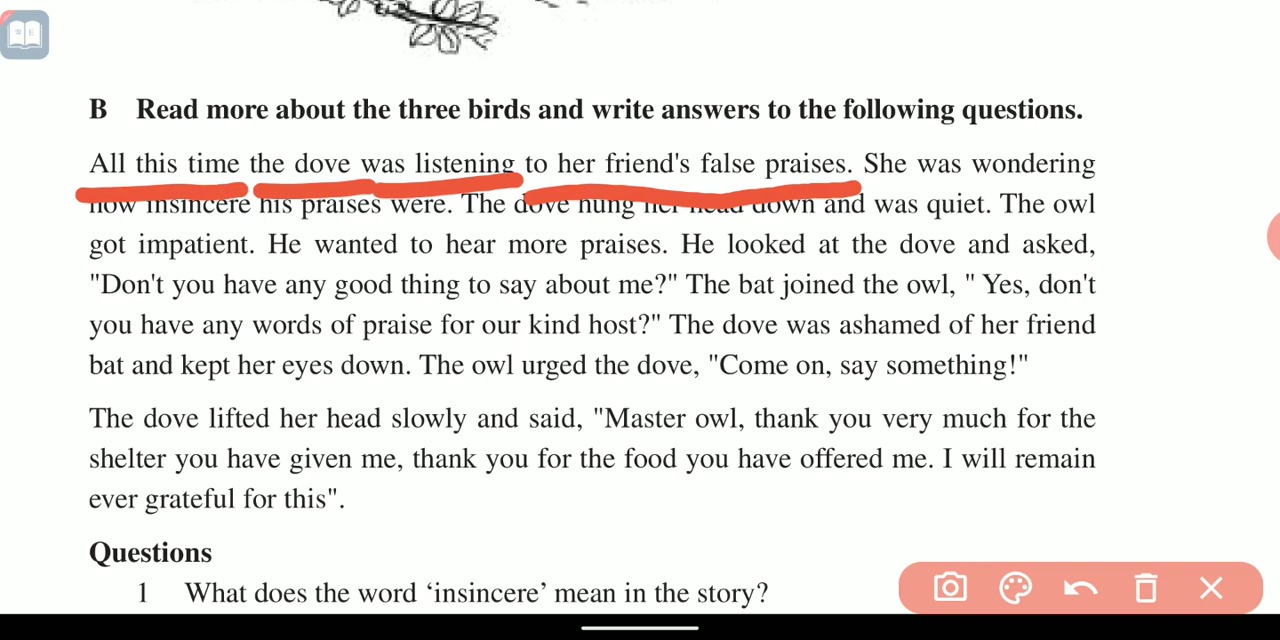 B Read more about the three birds and write answers to the following questions.
All this time the dove was listening to her friend's false praises. She was wondering
how insincere his praises were. The dove hung her head down and was quiet. The owl
got impatient. He wanted to hear more praises. He looked at the dove and asked,
"Don't you have any good thing to say about me?" The bat joined the owl, " Yes, don't
you have any words of praise for our kind host?" The dove was ashamed of her friend
bat and kept her eyes down. The owl urged the dove, "Come on, say something!"
The dove lifted her head slowly and said, "Master owl, thank you very much for the
shelter you have given me, thank you for the food you have offered me. I will remain
ever grateful for this".
Questions
1 What does the word ‘insincere’ mean in the story?